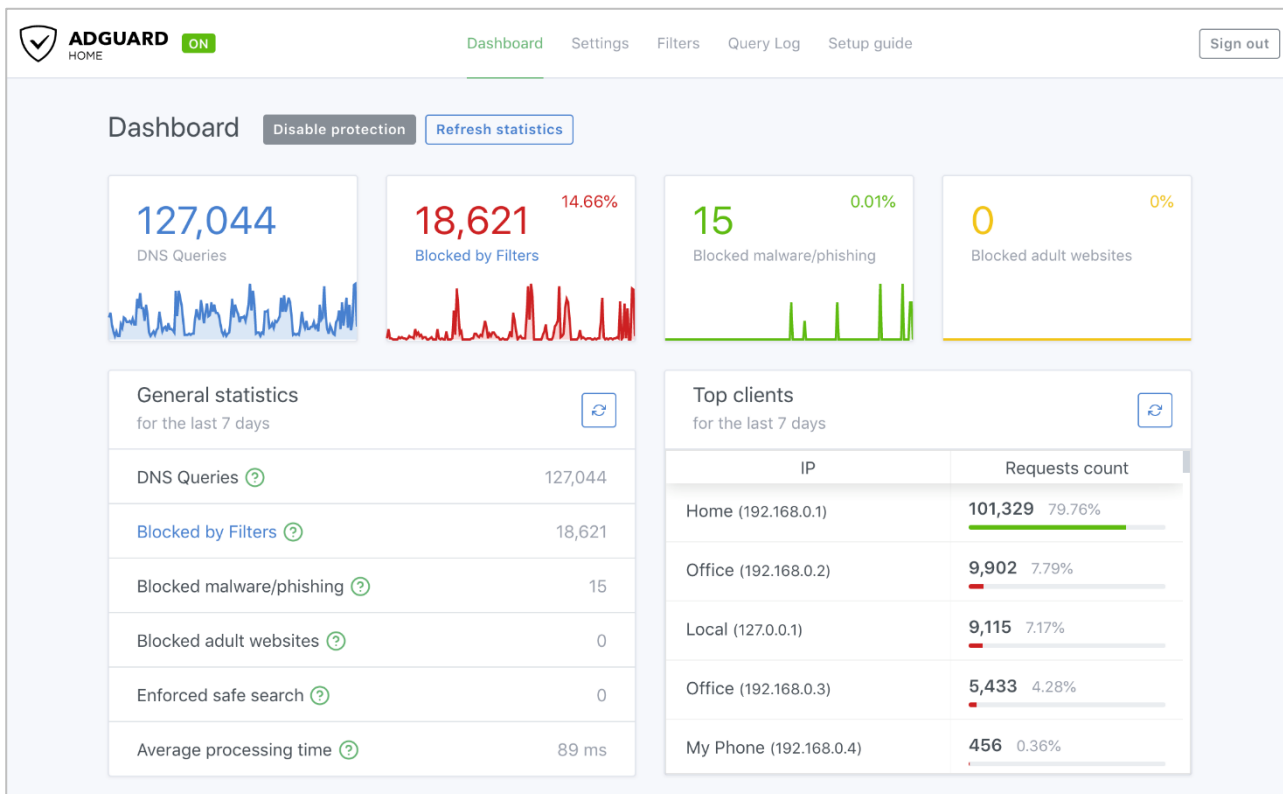 ADGUARD ON
HOME
Dashboard Settings Filters Query Log Setup guide
Sign out
Dashboard Disable protection Refresh statistics
127,044
DNS Queries
14.66%
18,621
Blocked by Filters
0.01%
15
Blocked malware/phishing
0%
0
Blocked adult websites
General statistics
for the last 7 days
DNS Queries ? 127,044
Blocked by Filters ? 18,621
Blocked malware/phishing ? 15
Blocked adult websites ? 0
Enforced safe search ? 0
Average processing time ? 89 ms
Top clients
for the last 7 days
IP Requests count
Home (192.168.0.1) 101,329 79.76%
Office (192.168.0.2) 9,902 7.79%
Local (127.0.0.1) 9,115 7.17%
Office (192.168.0.3) 5,433 4.28%
My Phone (192.168.0.4) 456 0.36%